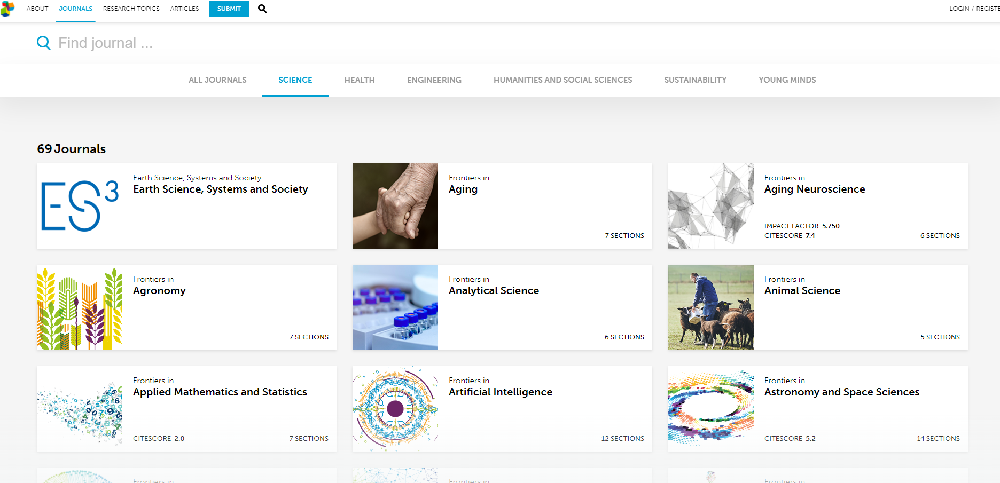 ABOUT JOURNALS RESEARCH TOPICS ARTICLES SUBMIT LOGIN / REGISTE
Find journal ...
ALL JOURNALS SCIENCE HEALTH ENGINEERING HUMANITIES AND SOCIAL SCIENCES SUSTAINABILITY YOUNG MINDS
69 Journals
ES3
Earth Science, Systems and Society
Earth Science, Systems and Society
Frontiers in
Aging
7 SECTIONS
Frontiers in
Aging Neuroscience
IMPACT FACTOR 5.750
CITESCORE 7.4
6 SECTIONS
Frontiers in
Agronomy
7 SECTIONS
Frontiers in
Analytical Science
6 SECTIONS
Frontiers in
Animal Science
5 SECTIONS
Frontiers in
Applied Mathematics and Statistics
CITESCORE 2.0
7 SECTIONS
Frontiers in
Artificial Intelligence
12 SECTIONS
Frontiers in
Astronomy and Space Sciences
CITESCORE 5.2
14 SECTIONS
Frontiers in
Frontiers in
Frontiers in